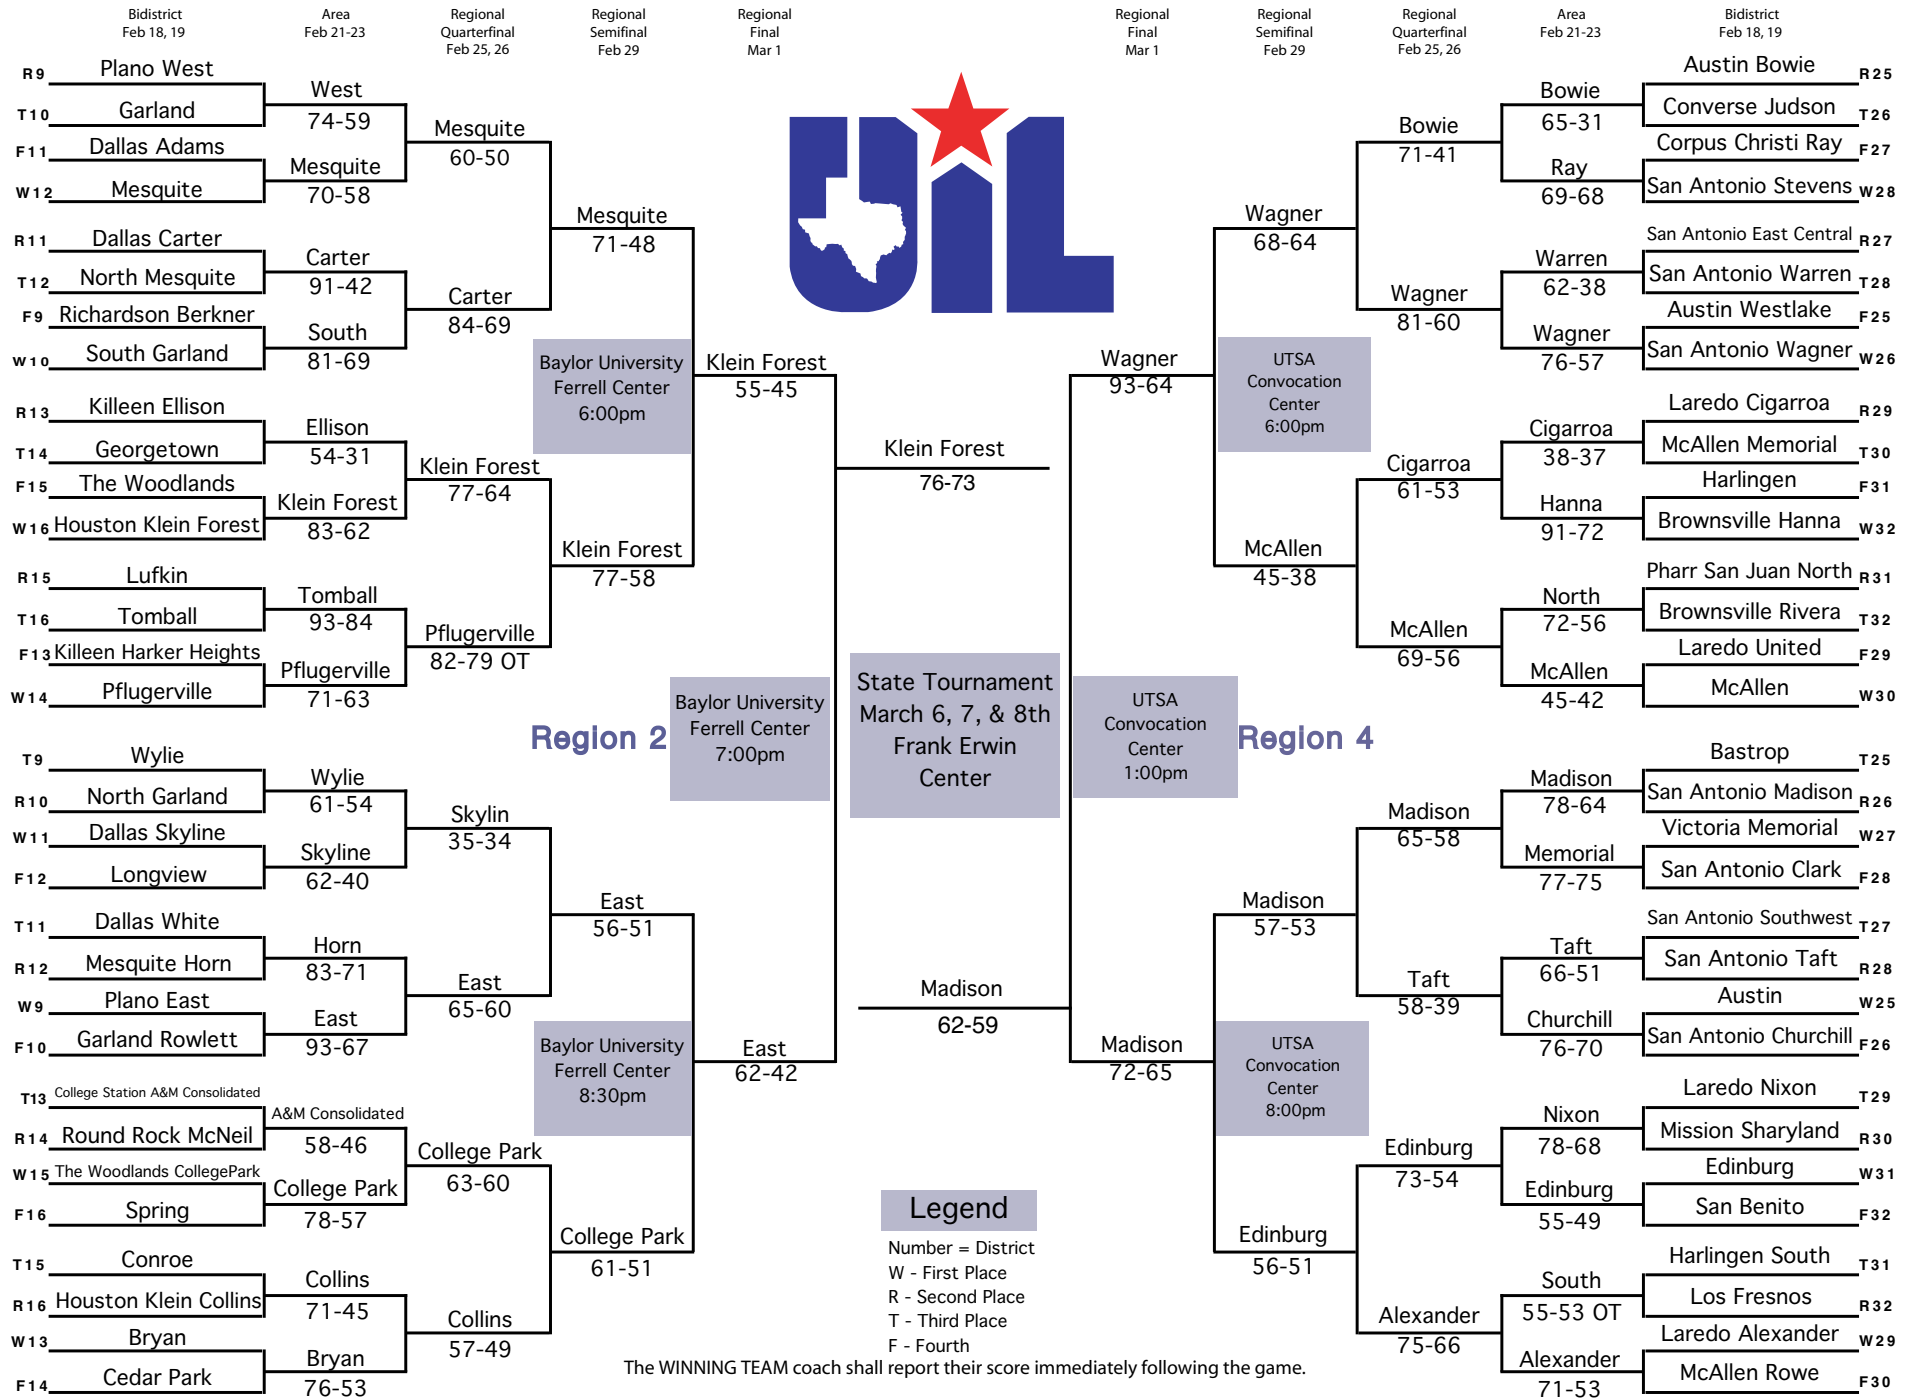 Bidistrict
Feb 18, 19
Area
Feb 21-23
Regional
Quarterfinal
Feb 25, 26
Regional
Semifinal
Feb 29
Regional
Final
Mar 1
Regional
Final
Mar 1
Regional
Semifinal
Feb 29
Regional
Quarterfinal
Feb 25, 26
Area
Feb 21-23
Bidistrict
Feb 18, 19
UIL
R9 Plano West
T10 Garland
F11 Dallas Adams
W12 Mesquite
R11 Dallas Carter
T12 North Mesquite
F9 Richardson Berkner
W10 South Garland
R13 Killeen Ellison
T14 Georgetown
F15 The Woodlands
W16 Houston Klein Forest
R15 Lufkin
T16 Tomball
F13 Killeen Harker Heights
W14 Pflugerville
T9 Wylie
R10 North Garland
W11 Dallas Skyline
F12 Longview
T11 Dallas White
R12 Mesquite Horn
W9 Plano East
F10 Garland Rowlett
T13 College Station A&M Consolidated
R14 Round Rock McNeil
W15 The Woodlands CollegePark
F16 Spring
T15 Conroe
R16 Houston Klein Collins
W13 Bryan
F14 Cedar Park
West
74-59
Mesquite
70-58
Carter
91-42
South
81-69
Ellison
54-31
Klein Forest
83-62
Tomball
93-84
Pflugerville
71-63
Wylie
61-54
Skyline
62-40
Horn
83-71
East
93-67
A&M Consolidated
58-46
College Park
78-57
Collins
71-45
Bryan
76-53
Mesquite
60-50
Carter
84-69
Klein Forest
77-64
Pflugerville
82-79 OT
Skylin
35-34
East
65-60
College Park
63-60
Collins
57-49
Mesquite
71-48
Baylor University
Ferrell Center
6:00pm
Klein Forest
77-58
Region 2
East
56-51
Baylor University
Ferrell Center
8:30pm
College Park
61-51
Klein Forest
55-45
Baylor University
Ferrell Center
7:00pm
East
62-42
Klein Forest
76-73
State Tournament
March 6, 7, & 8th
Frank Erwin
Center
Madison
62-59
Wagner
93-64
UTSA
Convocation
Center
1:00pm
Madison
72-65
Wagner
68-64
UTSA
Convocation
Center
6:00pm
McAllen
45-38
Region 4
Madison
57-53
UTSA
Convocation
Center
8:00pm
Edinburg
56-51
Bowie
71-41
Wagner
81-60
Cigarroa
61-53
McAllen
69-56
Madison
65-58
Taft
58-39
Edinburg
73-54
Alexander
75-66
Bowie
65-31
Ray
69-68
Warren
62-38
Wagner
76-57
Cigarroa
38-37
Hanna
91-72
North
72-56
McAllen
45-42
Madison
78-64
Memorial
77-75
Taft
66-51
Churchill
76-70
Nixon
78-68
Edinburg
55-49
South
55-53 OT
Alexander
71-53
Austin Bowie R25
Converse Judson T26
Corpus Christi Ray F27
San Antonio Stevens W28
San Antonio East Central R27
San Antonio Warren T28
Austin Westlake F25
San Antonio Wagner W26
Laredo Cigarroa R29
McAllen Memorial T30
Harlingen F31
Brownsville Hanna W32
Pharr San Juan North R31
Brownsville Rivera T32
Laredo United F29
McAllen W30
Bastrop T25
San Antonio Madison R26
Victoria Memorial W27
San Antonio Clark F28
San Antonio Southwest T27
San Antonio Taft R28
Austin W25
San Antonio Churchill F26
Laredo Nixon T29
Mission Sharyland R30
Edinburg W31
San Benito F32
Harlingen South T31
Los Fresnos R32
Laredo Alexander W29
McAllen Rowe F30
Legend
Number = District
W - First Place
R - Second Place
T - Third Place
F - Fourth
The WINNING TEAM coach shall report their score immediately following the game.